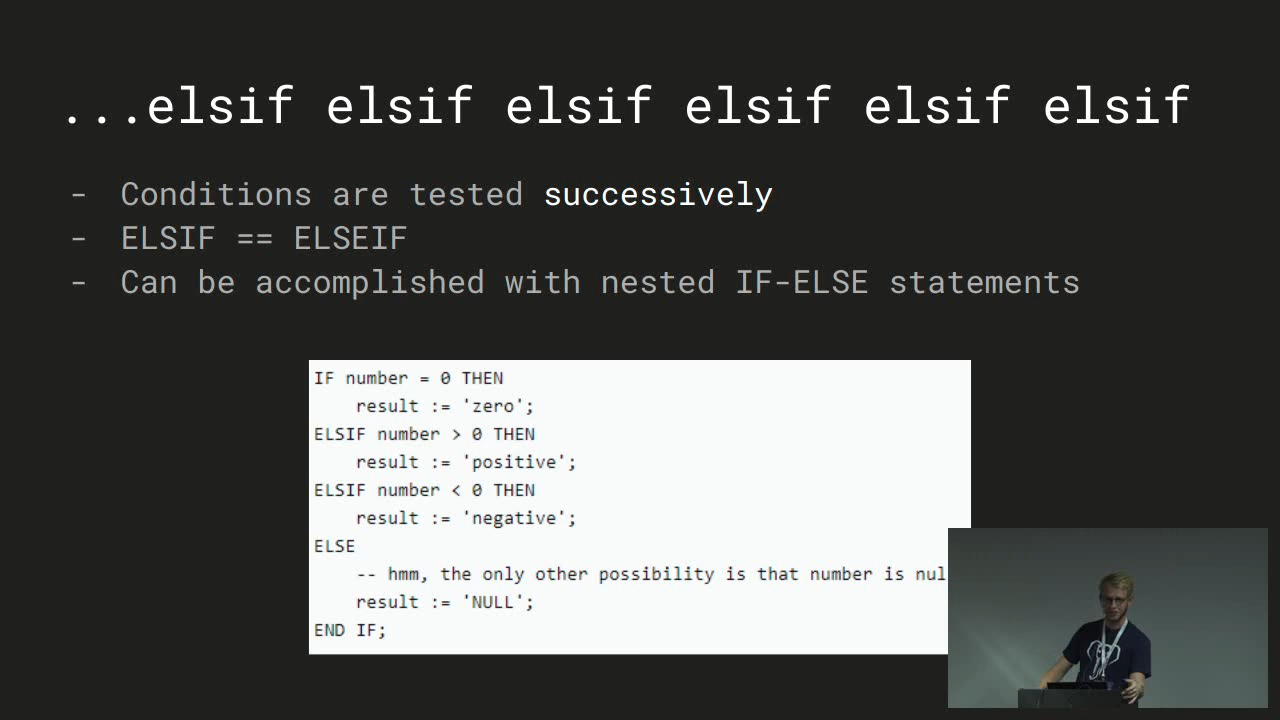 ...elsif elsif elsif elsif elsif elsif
- Conditions are tested successively
- ELSIF == ELSEIF
- Can be accomplished with nested IF-ELSE statements
IF number = 0 THEN
    result := 'zero';
ELSIF number > 0 THEN
    result := 'positive';
ELSIF number < 0 THEN
    result := 'negative';
ELSE
    -- hmm, the only other possibility is that number is nul
    result := 'NULL';
END IF;